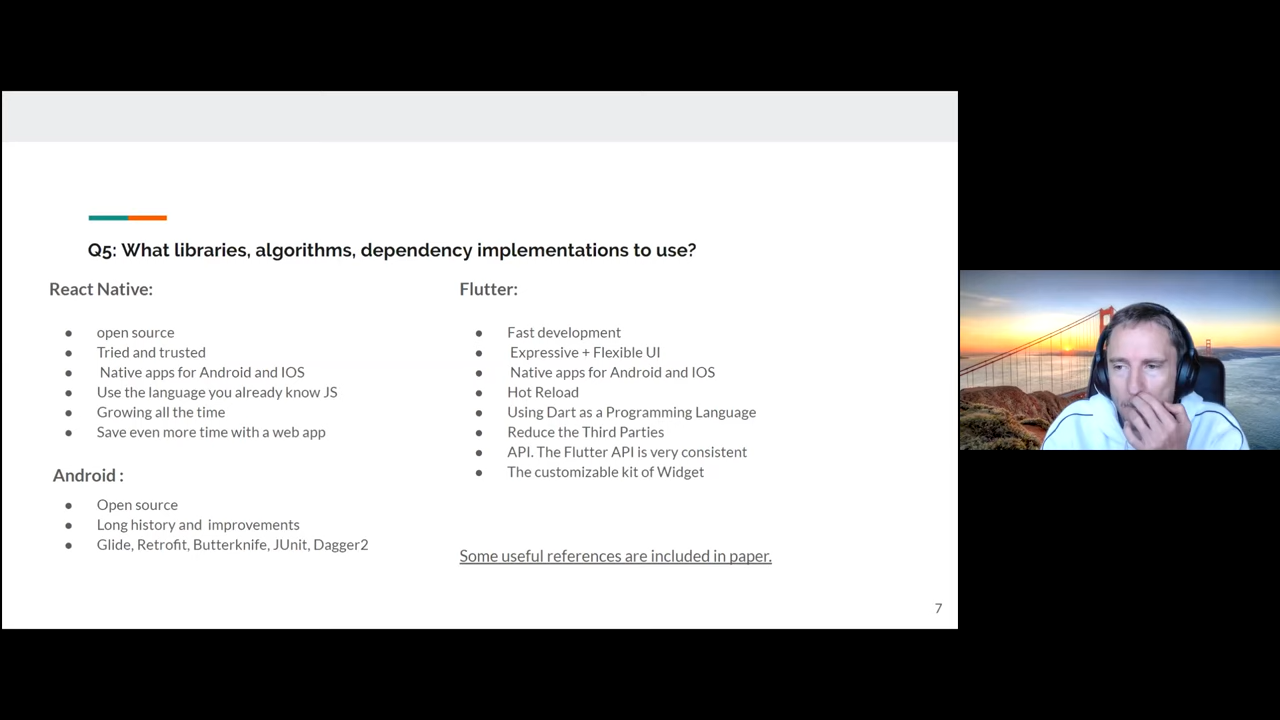 Q5: What libraries, algorithms, dependency implementations to use?
React Native:
● open source
● Tried and trusted
● Native apps for Android and IOS
● Use the language you already know JS
● Growing all the time
● Save even more time with a web app
Android :
● Open source
● Long history and improvements
● Glide, Retrofit, Butterknife, JUnit, Dagger2
Flutter:
● Fast development
● Expressive + Flexible UI
● Native apps for Android and IOS
● Hot Reload
● Using Dart as a Programming Language
● Reduce the Third Parties
● API. The Flutter API is very consistent
● The customizable kit of Widget
Some useful references are included in paper.
7